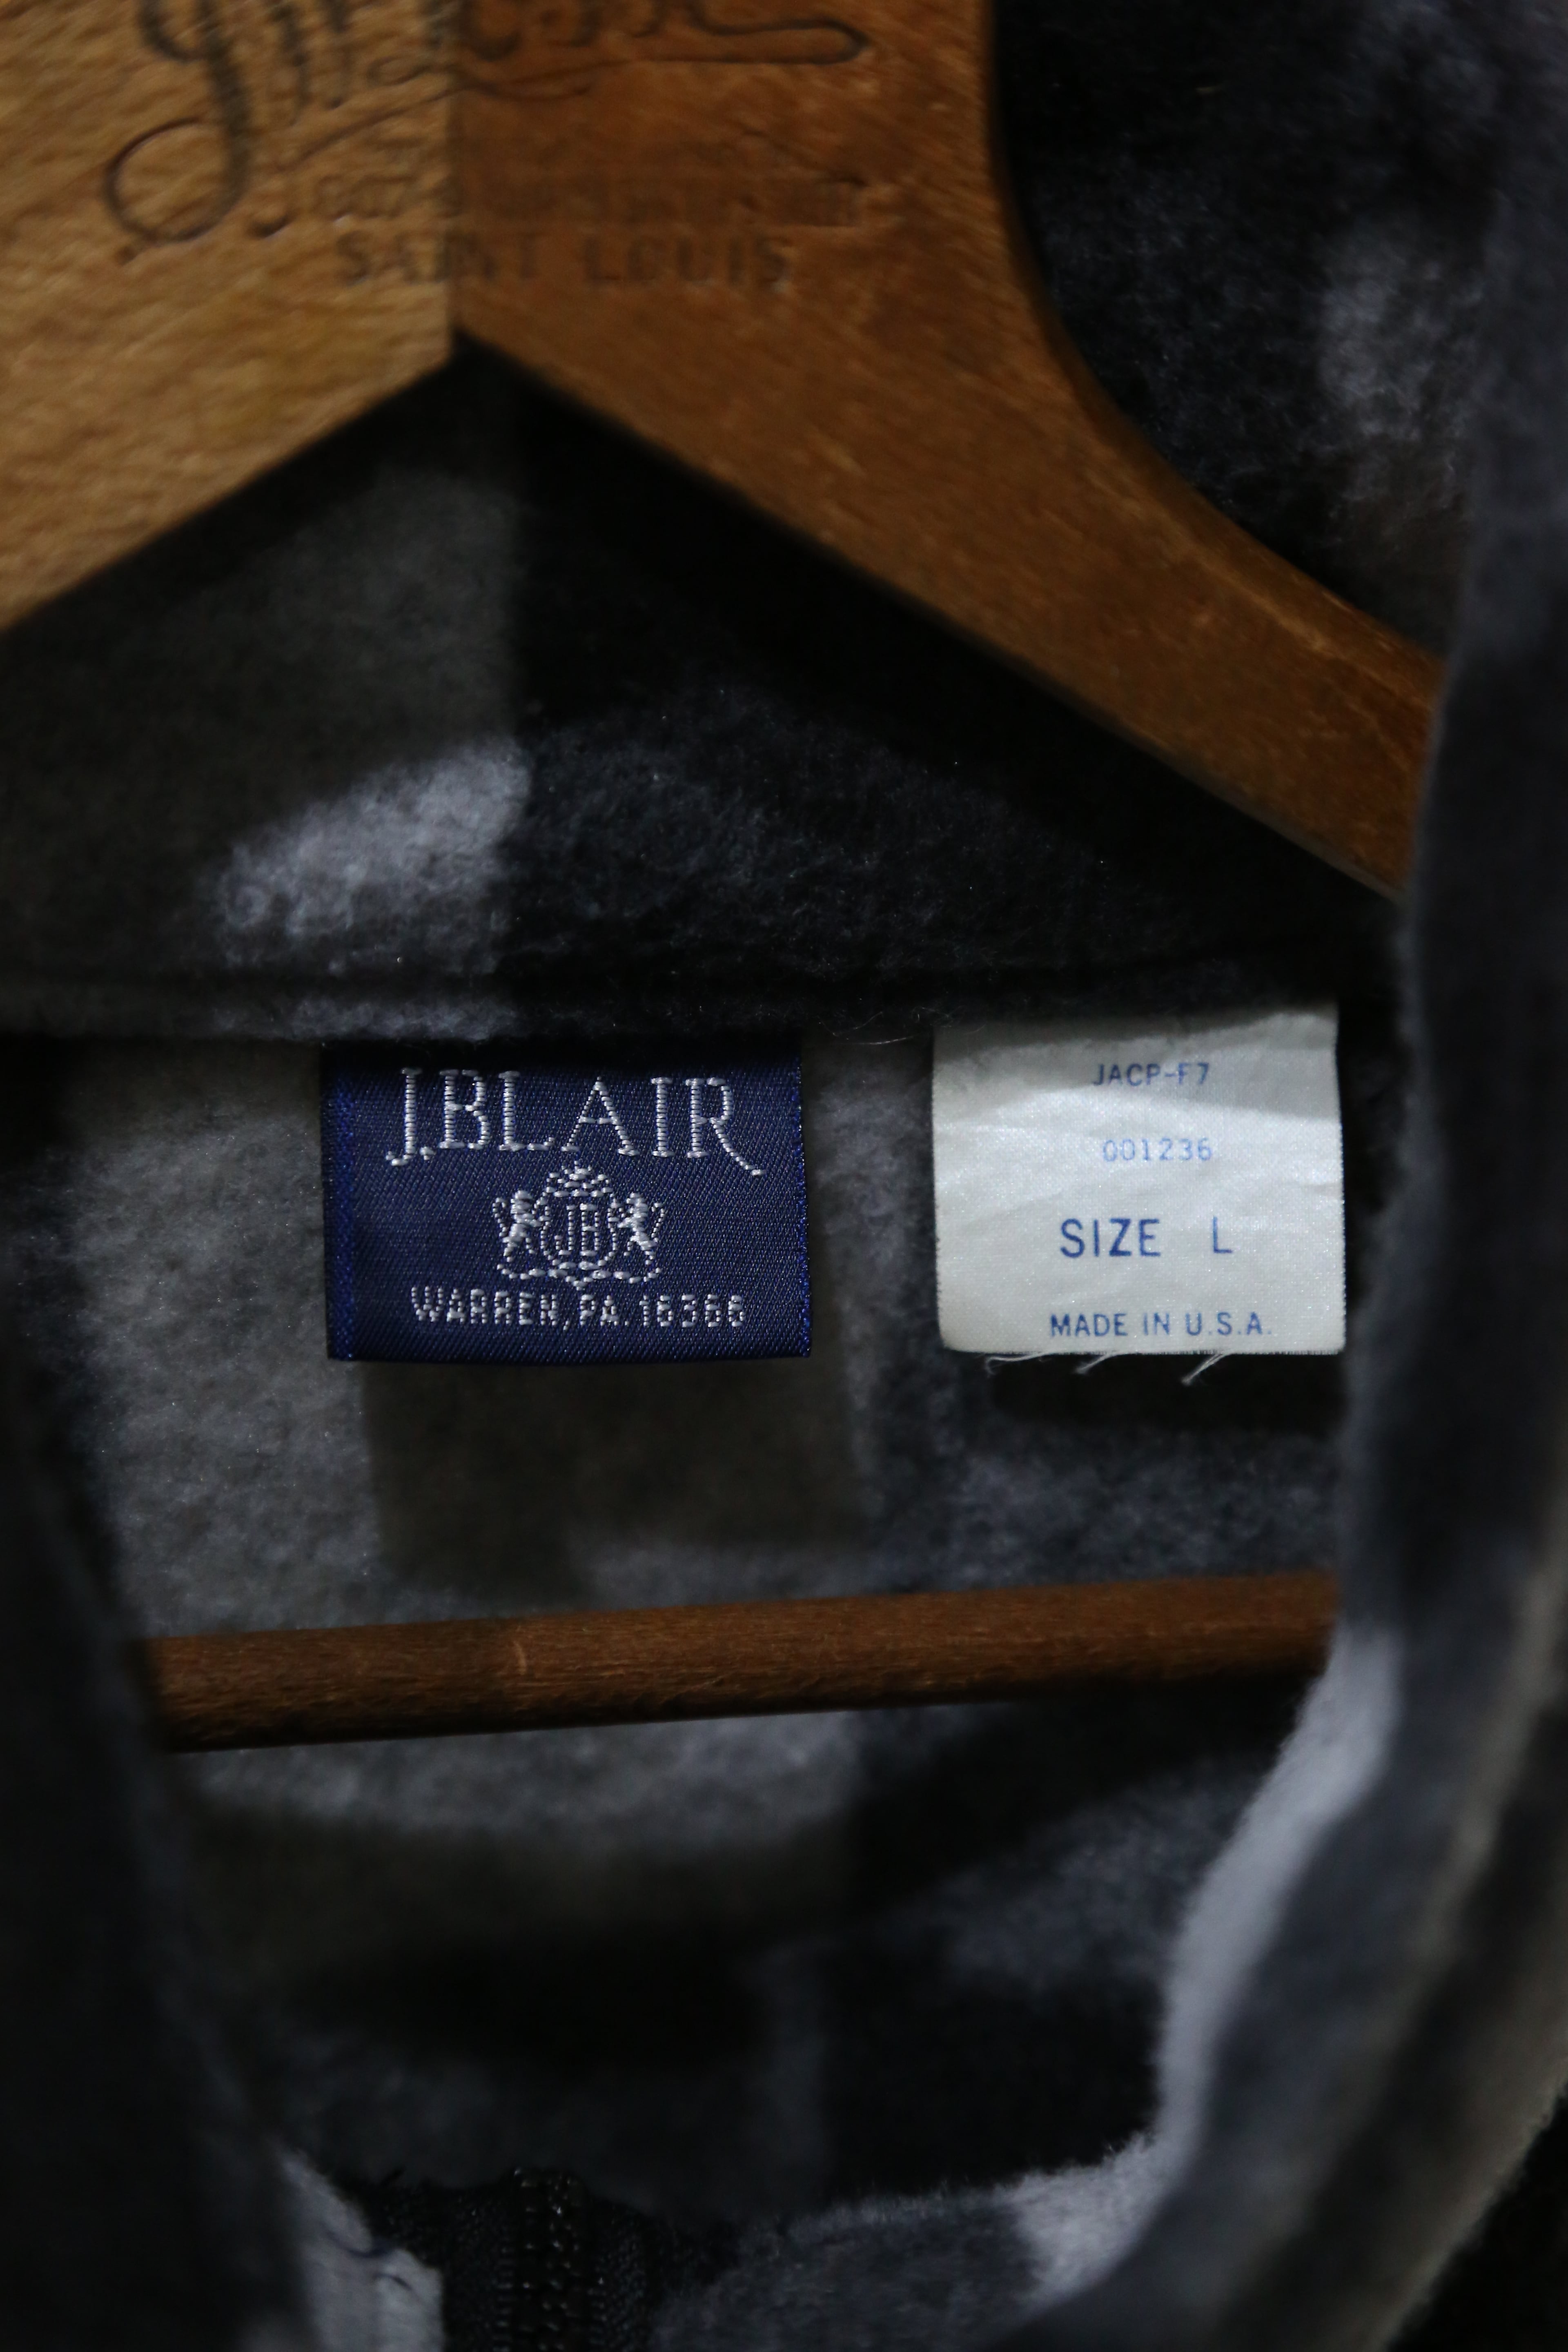 SAINT LOUIS
J.BLAIR
JB
WARREN, PA. 16366
JACP-F7
001236
SIZE L
MADE IN U.S.A.